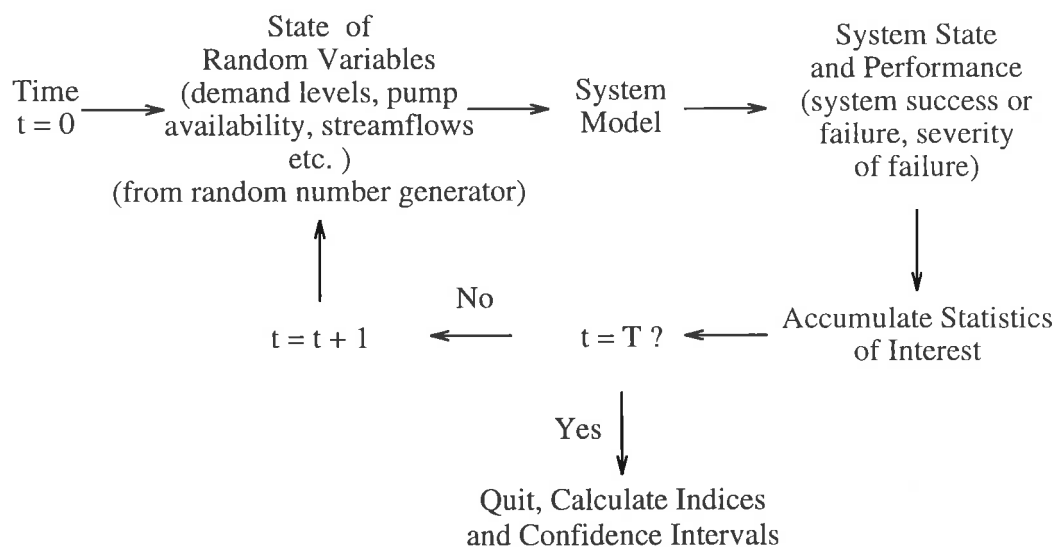 Time
t = 0
State of
Random Variables
(demand levels, pump
availability, streamflows
etc. )
(from random number generator)
System
Model
System State
and Performance
(system success or
failure, severity
of failure)
Accumulate Statistics
of Interest
t = T ?
No
t = t + 1
Yes
Quit, Calculate Indices
and Confidence Intervals